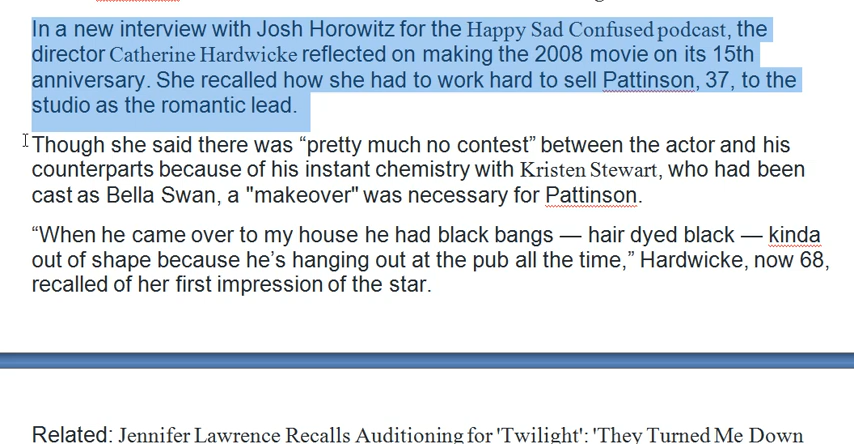 In a new interview with Josh Horowitz for the Happy Sad Confused podcast, the
director Catherine Hardwicke reflected on making the 2008 movie on its 15th
anniversary. She recalled how she had to work hard to sell Pattinson, 37, to the
studio as the romantic lead.
Though she said there was “pretty much no contest” between the actor and his
counterparts because of his instant chemistry with Kristen Stewart, who had been
cast as Bella Swan, a "makeover" was necessary for Pattinson.
“When he came over to my house he had black bangs — hair dyed black — kinda
out of shape because he’s hanging out at the pub all the time,” Hardwicke, now 68,
recalled of her first impression of the star.
Related: Jennifer Lawrence Recalls Auditioning for 'Twilight': 'They Turned Me Down